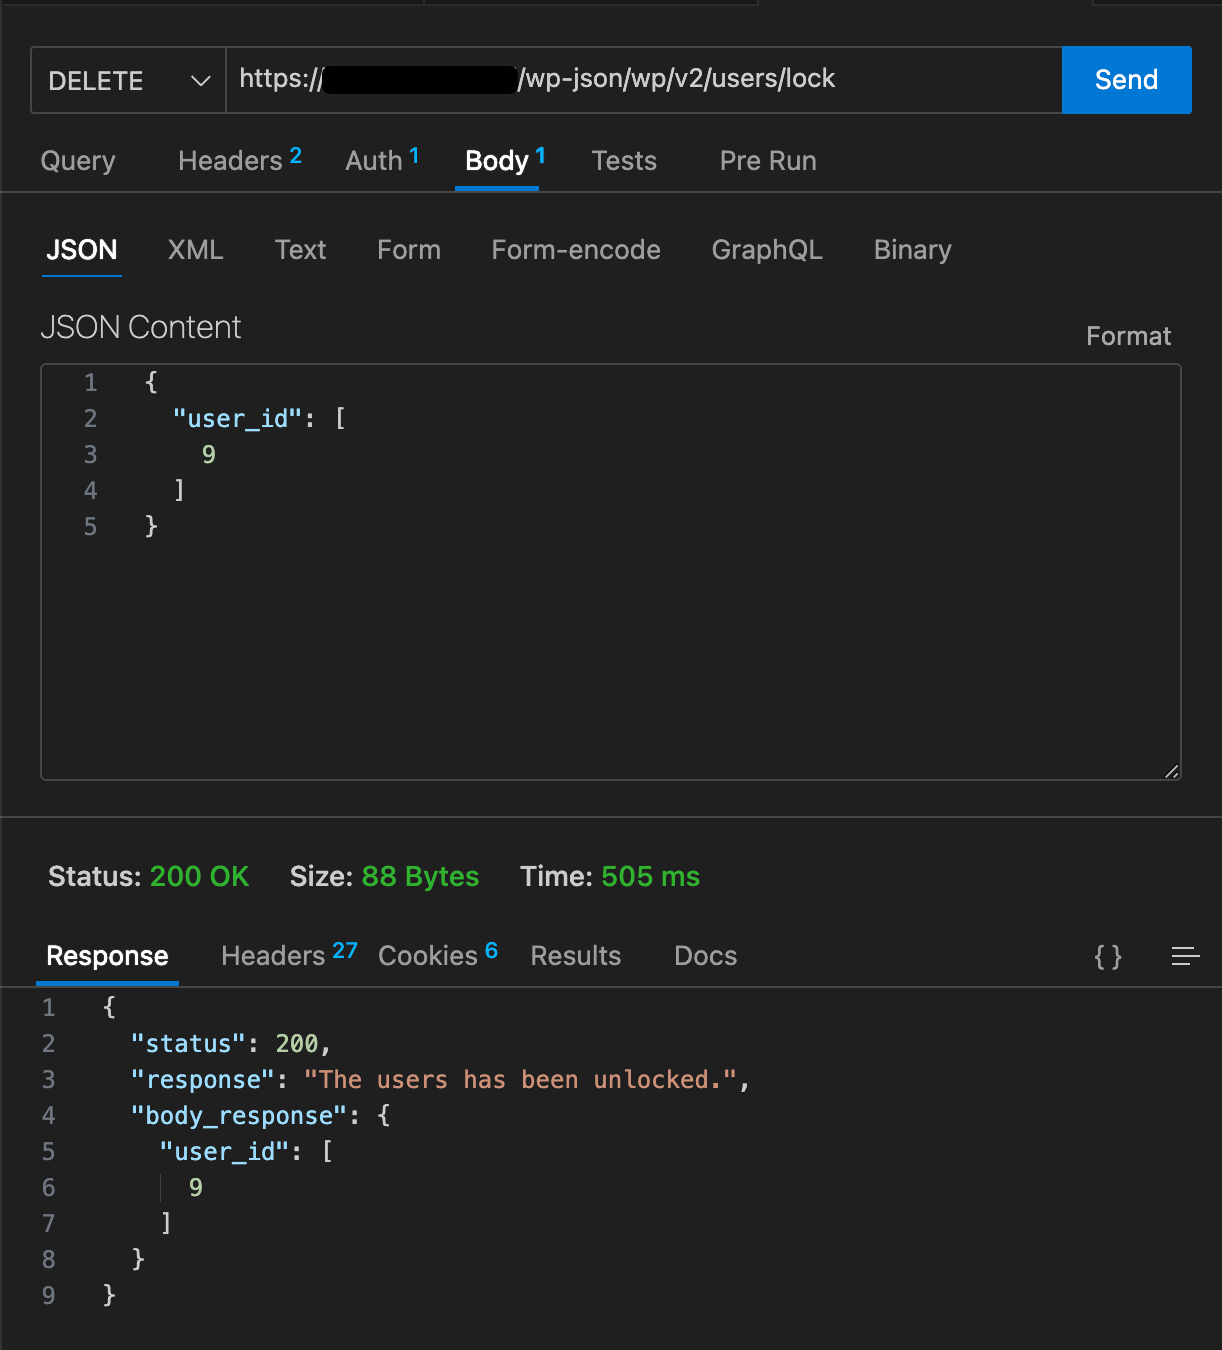 DELETE https:// /wp-json/wp/v2/users/lock Send
Query Headers 2 Auth 1 Body 1 Tests Pre Run
JSON XML Text Form Form-encode GraphQL Binary
JSON Content
Format
1 {
2 "user_id": [
3 9
4 ]
5 }
Status: 200 OK Size: 88 Bytes Time: 505 ms
Response Headers 27 Cookies 6 Results Docs { }
1 {
2 "status": 200,
3 "response": "The users has been unlocked.",
4 "body_response": {
5 "user_id": [
6 9
7 ]
8 }
9 }